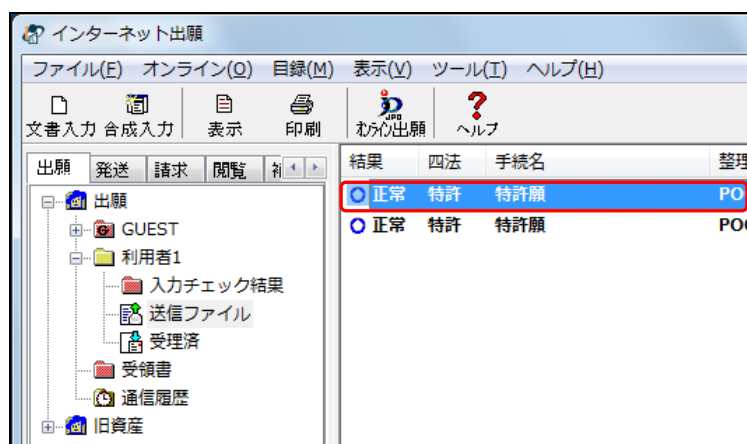 インターネット出願
ファイル(F) オンライン(O) 目録(M) 表示(V) ツール(T) ヘルプ(H)
文書入力 合成入力 表示 印刷 オンライン出願 ヘルプ
出願 発送 請求 閲覧
結果 四法 手続名 整理
正常 特許 特許願 PO
正常 特許 特許願
出願
GUEST
利用者1
入力チェック結果
送信ファイル
受理済
受領書
通信履歴
旧資産